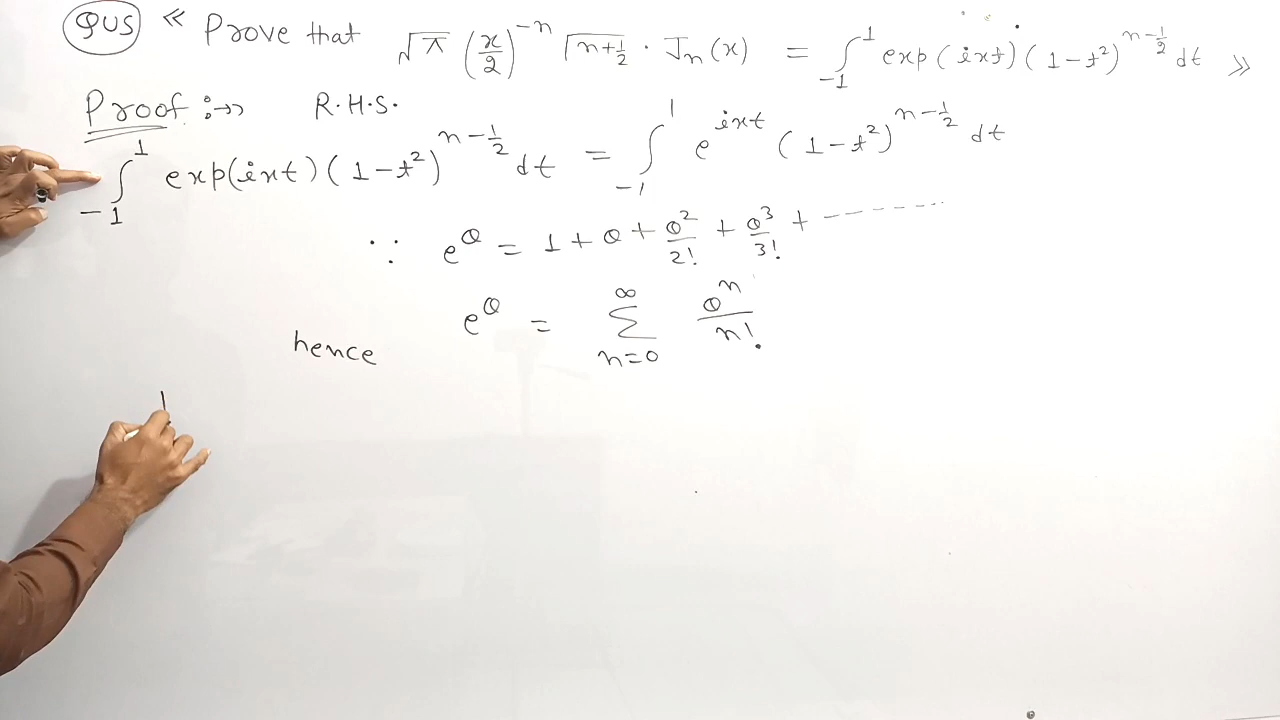 QUS « Prove that √π (x/2)^{-n} Γ(n+1/2) · J_n(x) = ∫_{-1}^{1} exp(ixt) (1-t²)^{n-1/2} dt »
Proof :→→ R.H.S.
∫_{-1}^{1} exp(ixt) (1-t²)^{n-1/2} dt = ∫_{-1}^{1} e^{ixt} (1-t²)^{n-1/2} dt
∵ e^θ = 1 + θ + θ²/2! + θ³/3! + -------
e^θ = Σ_{n=0}^{∞} θ^n/n!
hence